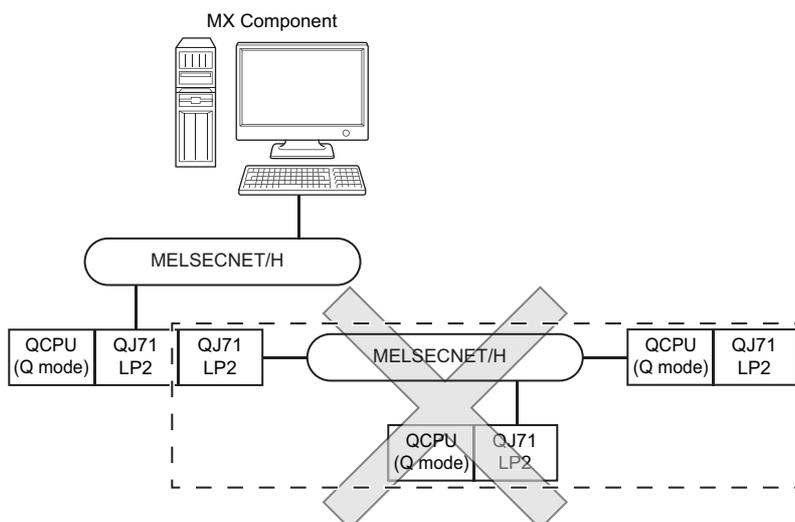 MX Component
MELSECNET/H
QCPU
(Q mode)
QJ71
LP2
QJ71
LP2
MELSECNET/H
QCPU
(Q mode)
QJ71
LP2
QCPU
(Q mode)
QJ71
LP2